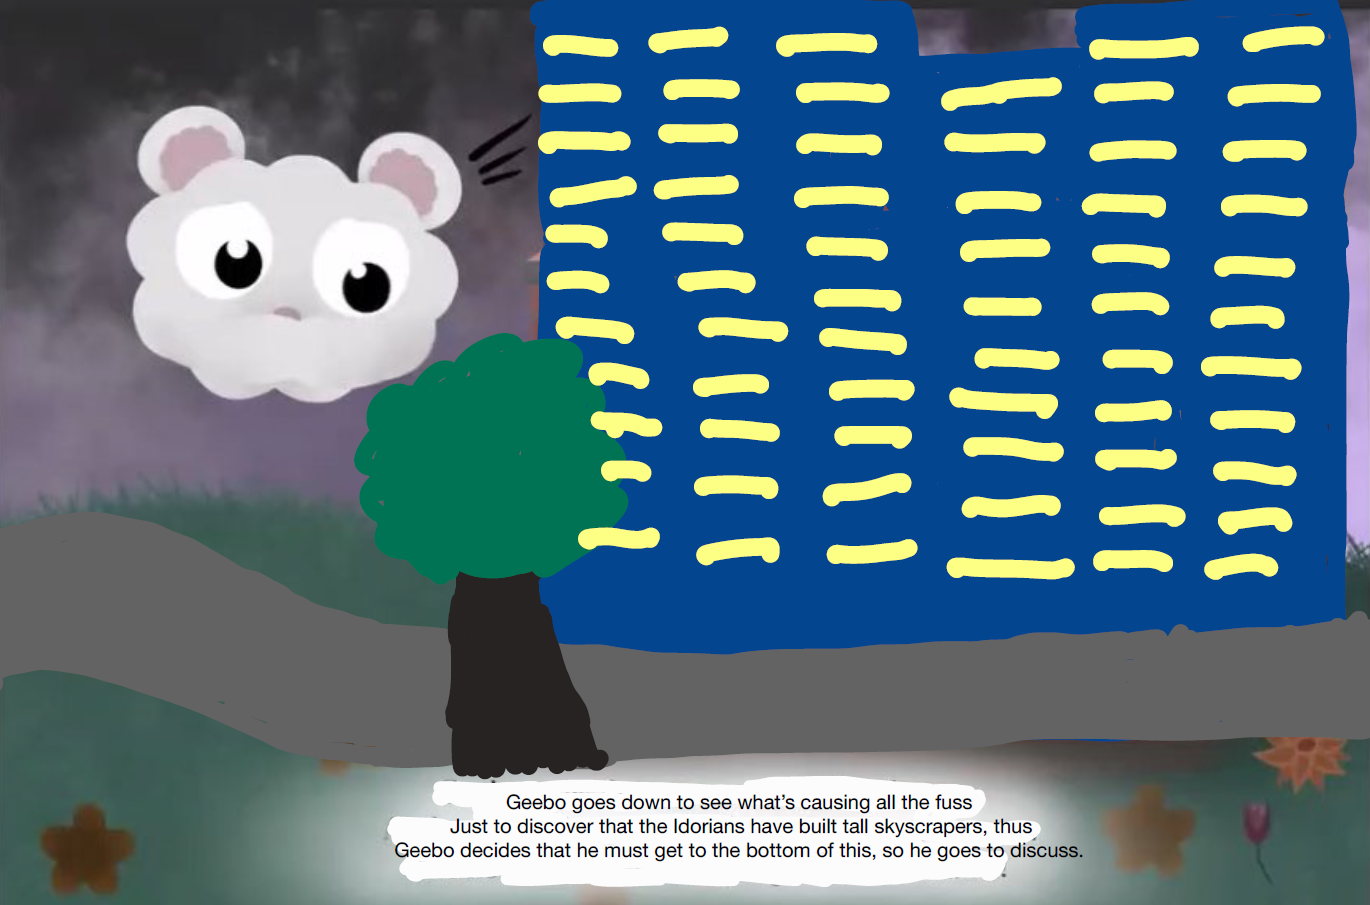 Geebo goes down to see what's causing all the fuss
Just to discover that the Idorians have built tall skyscrapers, thus
Geebo decides that he must get to the bottom of this, so he goes to discuss.